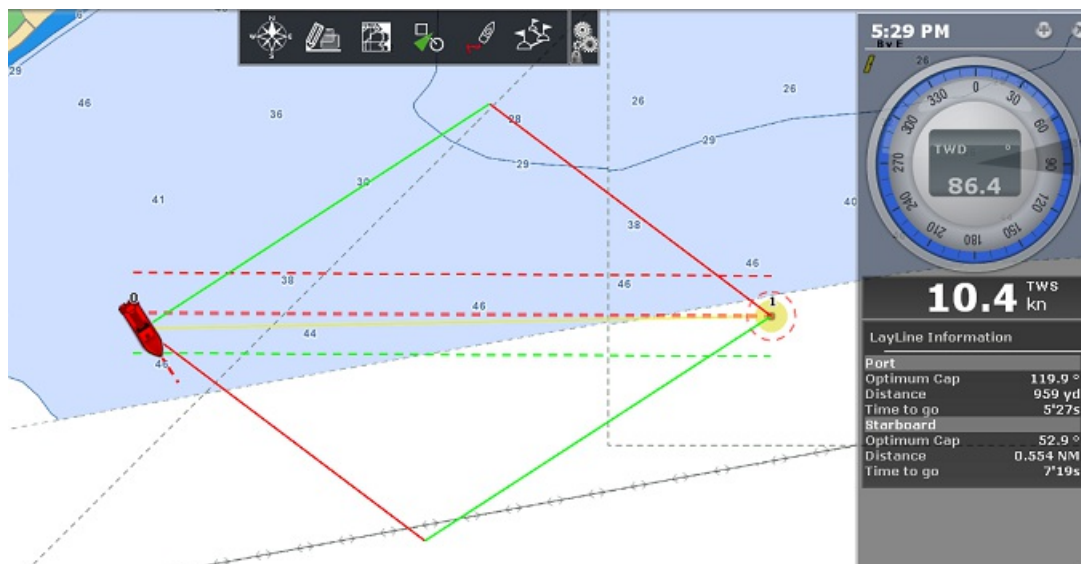 5:29 PM
By E
26
0
30
60
90
120
150
180
210
240
270
300
330
TWD °
86.4
10.4 TWS kn
LayLine Information
Port
Optimum Cap 119.9 °
Distance 959 yd
Time to go 5'27s
Starboard
Optimum Cap 52.9 °
Distance 0.554 NM
Time to go 7'19s
29
46
36
26
26
28
29
29
30
41
38
40
46
38
46
46
44
46
0
1